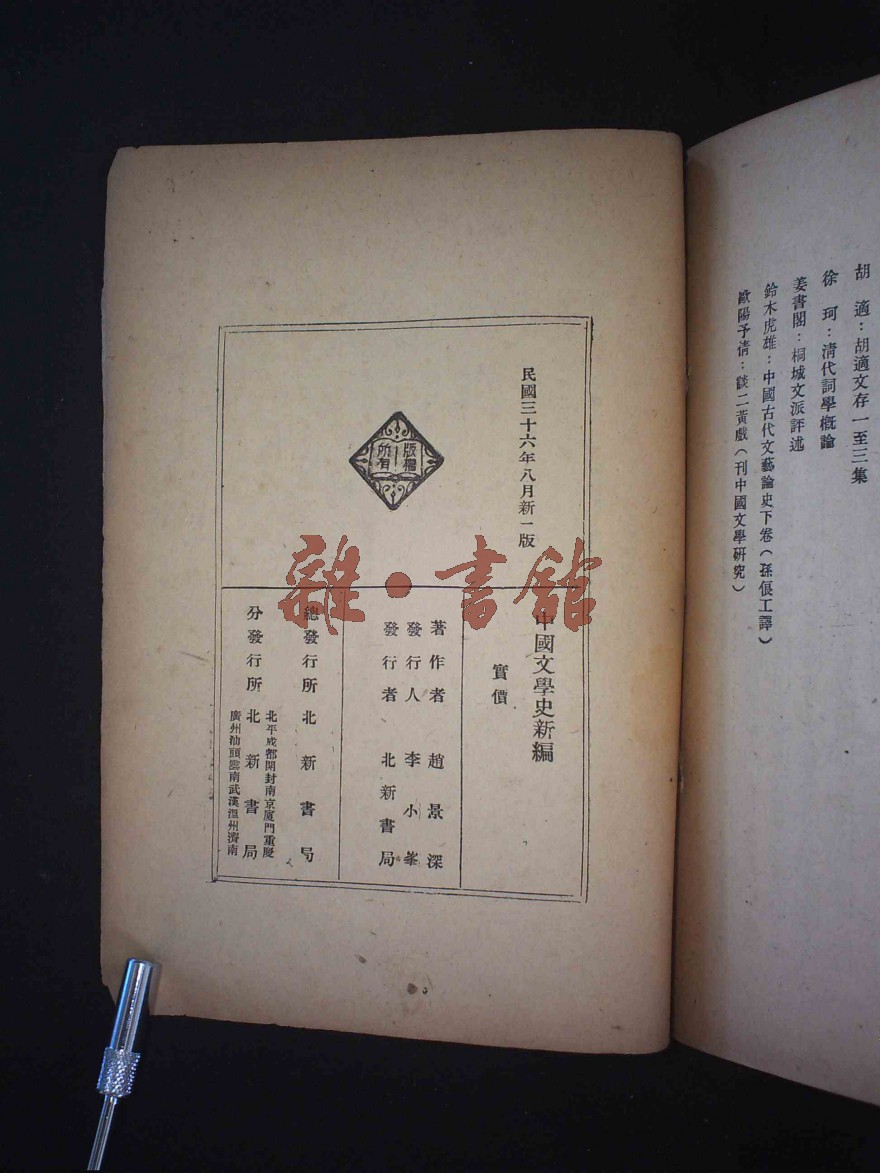 胡適：胡適文存一至三集
徐珂：清代詞學概論
姜書閣：桐城文派評述
鈴木虎雄：中國古代文藝論史下卷（孫俍工譯）
歐陽予倩：談二黃戲（刊中國文學研究）
民國三十六年八月新一版
版權
所有
中國文學史新編
實價
著作者 趙景深
發行人 李小峯
發行者 北新書局
總發行所 北新書局
分發行所 北新書局
北平成都開封南京廈門重慶
廣州汕頭雲南武漢溫州濟南
雜·書館